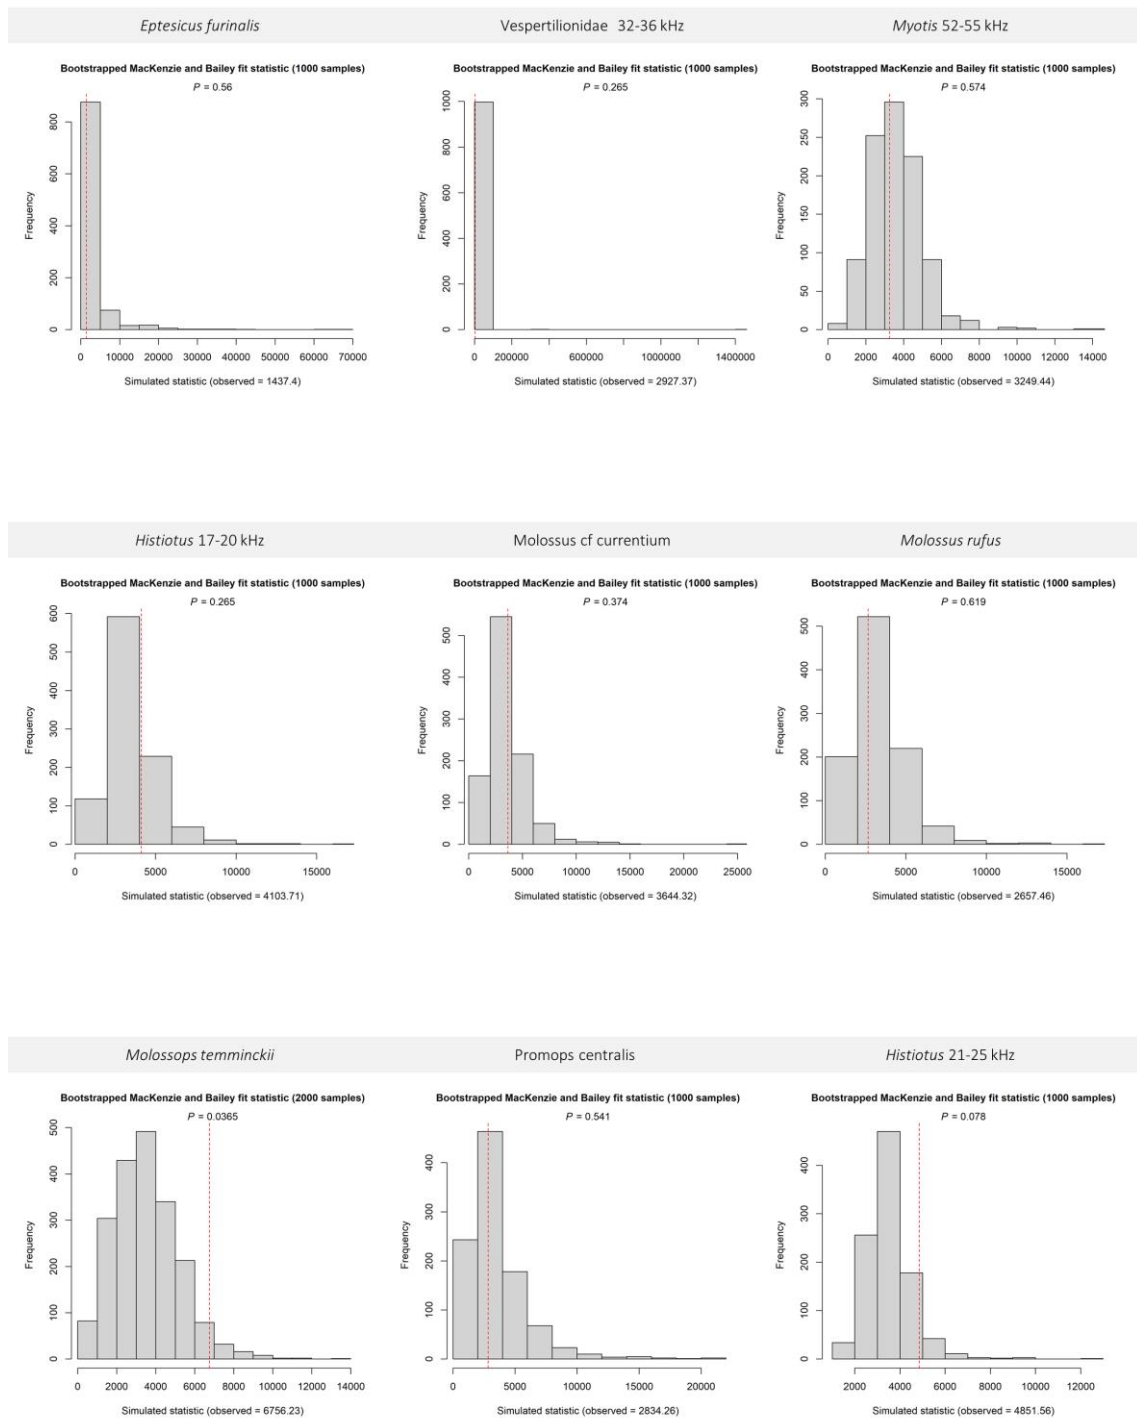 Eptesicus furinalis
Vespertilionidae 32-36 kHz
Myotis 52-55 kHz
Bootstrapped MacKenzie and Bailey fit statistic (1000 samples)
P = 0.56
Frequency
0 200 400 600 800
0 10000 20000 30000 40000 50000 60000 70000
Simulated statistic (observed = 1437.4)
Bootstrapped MacKenzie and Bailey fit statistic (1000 samples)
P = 0.265
Frequency
0 200 400 600 800 1000
0 200000 600000 1000000 1400000
Simulated statistic (observed = 2927.37)
Bootstrapped MacKenzie and Bailey fit statistic (1000 samples)
P = 0.574
Frequency
0 50 100 150 200 250 300
0 2000 4000 6000 8000 10000 12000 14000
Simulated statistic (observed = 3249.44)
Histiotus 17-20 kHz
Molossus cf currentium
Molossus rufus
Bootstrapped MacKenzie and Bailey fit statistic (1000 samples)
P = 0.265
Frequency
0 100 200 300 400 500 600
0 5000 10000 15000
Simulated statistic (observed = 4103.71)
Bootstrapped MacKenzie and Bailey fit statistic (1000 samples)
P = 0.374
Frequency
0 100 200 300 400 500
0 5000 10000 15000 20000 25000
Simulated statistic (observed = 3644.32)
Bootstrapped MacKenzie and Bailey fit statistic (1000 samples)
P = 0.619
Frequency
0 100 200 300 400 500
0 5000 10000 15000
Simulated statistic (observed = 2657.46)
Molossops temminckii
Promops centralis
Histiotus 21-25 kHz
Bootstrapped MacKenzie and Bailey fit statistic (2000 samples)
P = 0.0365
Frequency
0 100 200 300 400 500
0 2000 4000 6000 8000 10000 12000 14000
Simulated statistic (observed = 6756.23)
Bootstrapped MacKenzie and Bailey fit statistic (1000 samples)
P = 0.541
Frequency
0 100 200 300 400
0 5000 10000 15000 20000
Simulated statistic (observed = 2834.26)
Bootstrapped MacKenzie and Bailey fit statistic (1000 samples)
P = 0.078
Frequency
0 100 200 300 400
2000 4000 6000 8000 10000 12000
Simulated statistic (observed = 4851.56)